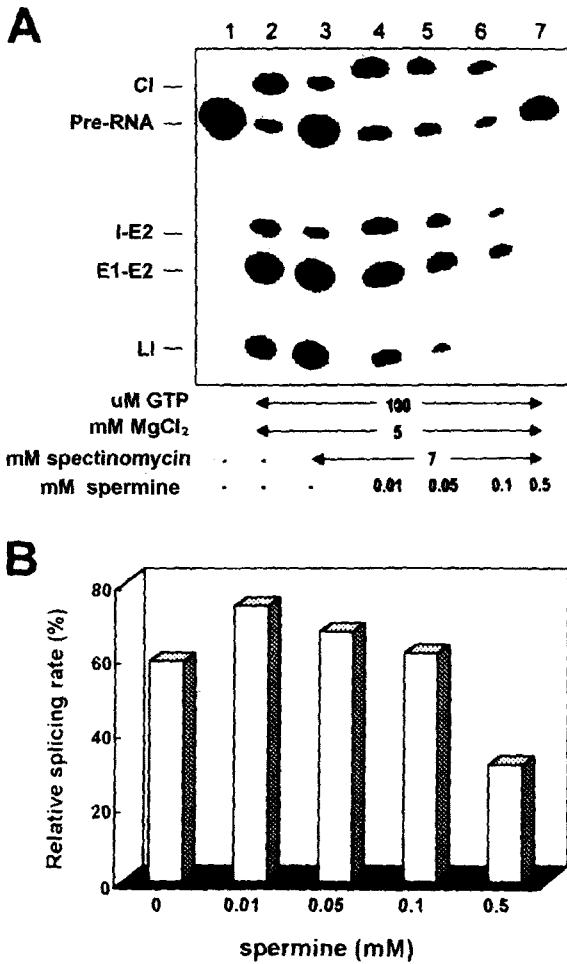 A
1 2 3 4 5 6 7
CI
Pre-RNA
I-E2
E1-E2
LI
uM GTP 100
mM MgCl₂ 5
mM spectinomycin - - 7
mM spermine - - - 0.01 0.05 0.1 0.5
B
Relative splicing rate (%)
80
60
40
20
0
0 0.01 0.05 0.1 0.5
spermine (mM)